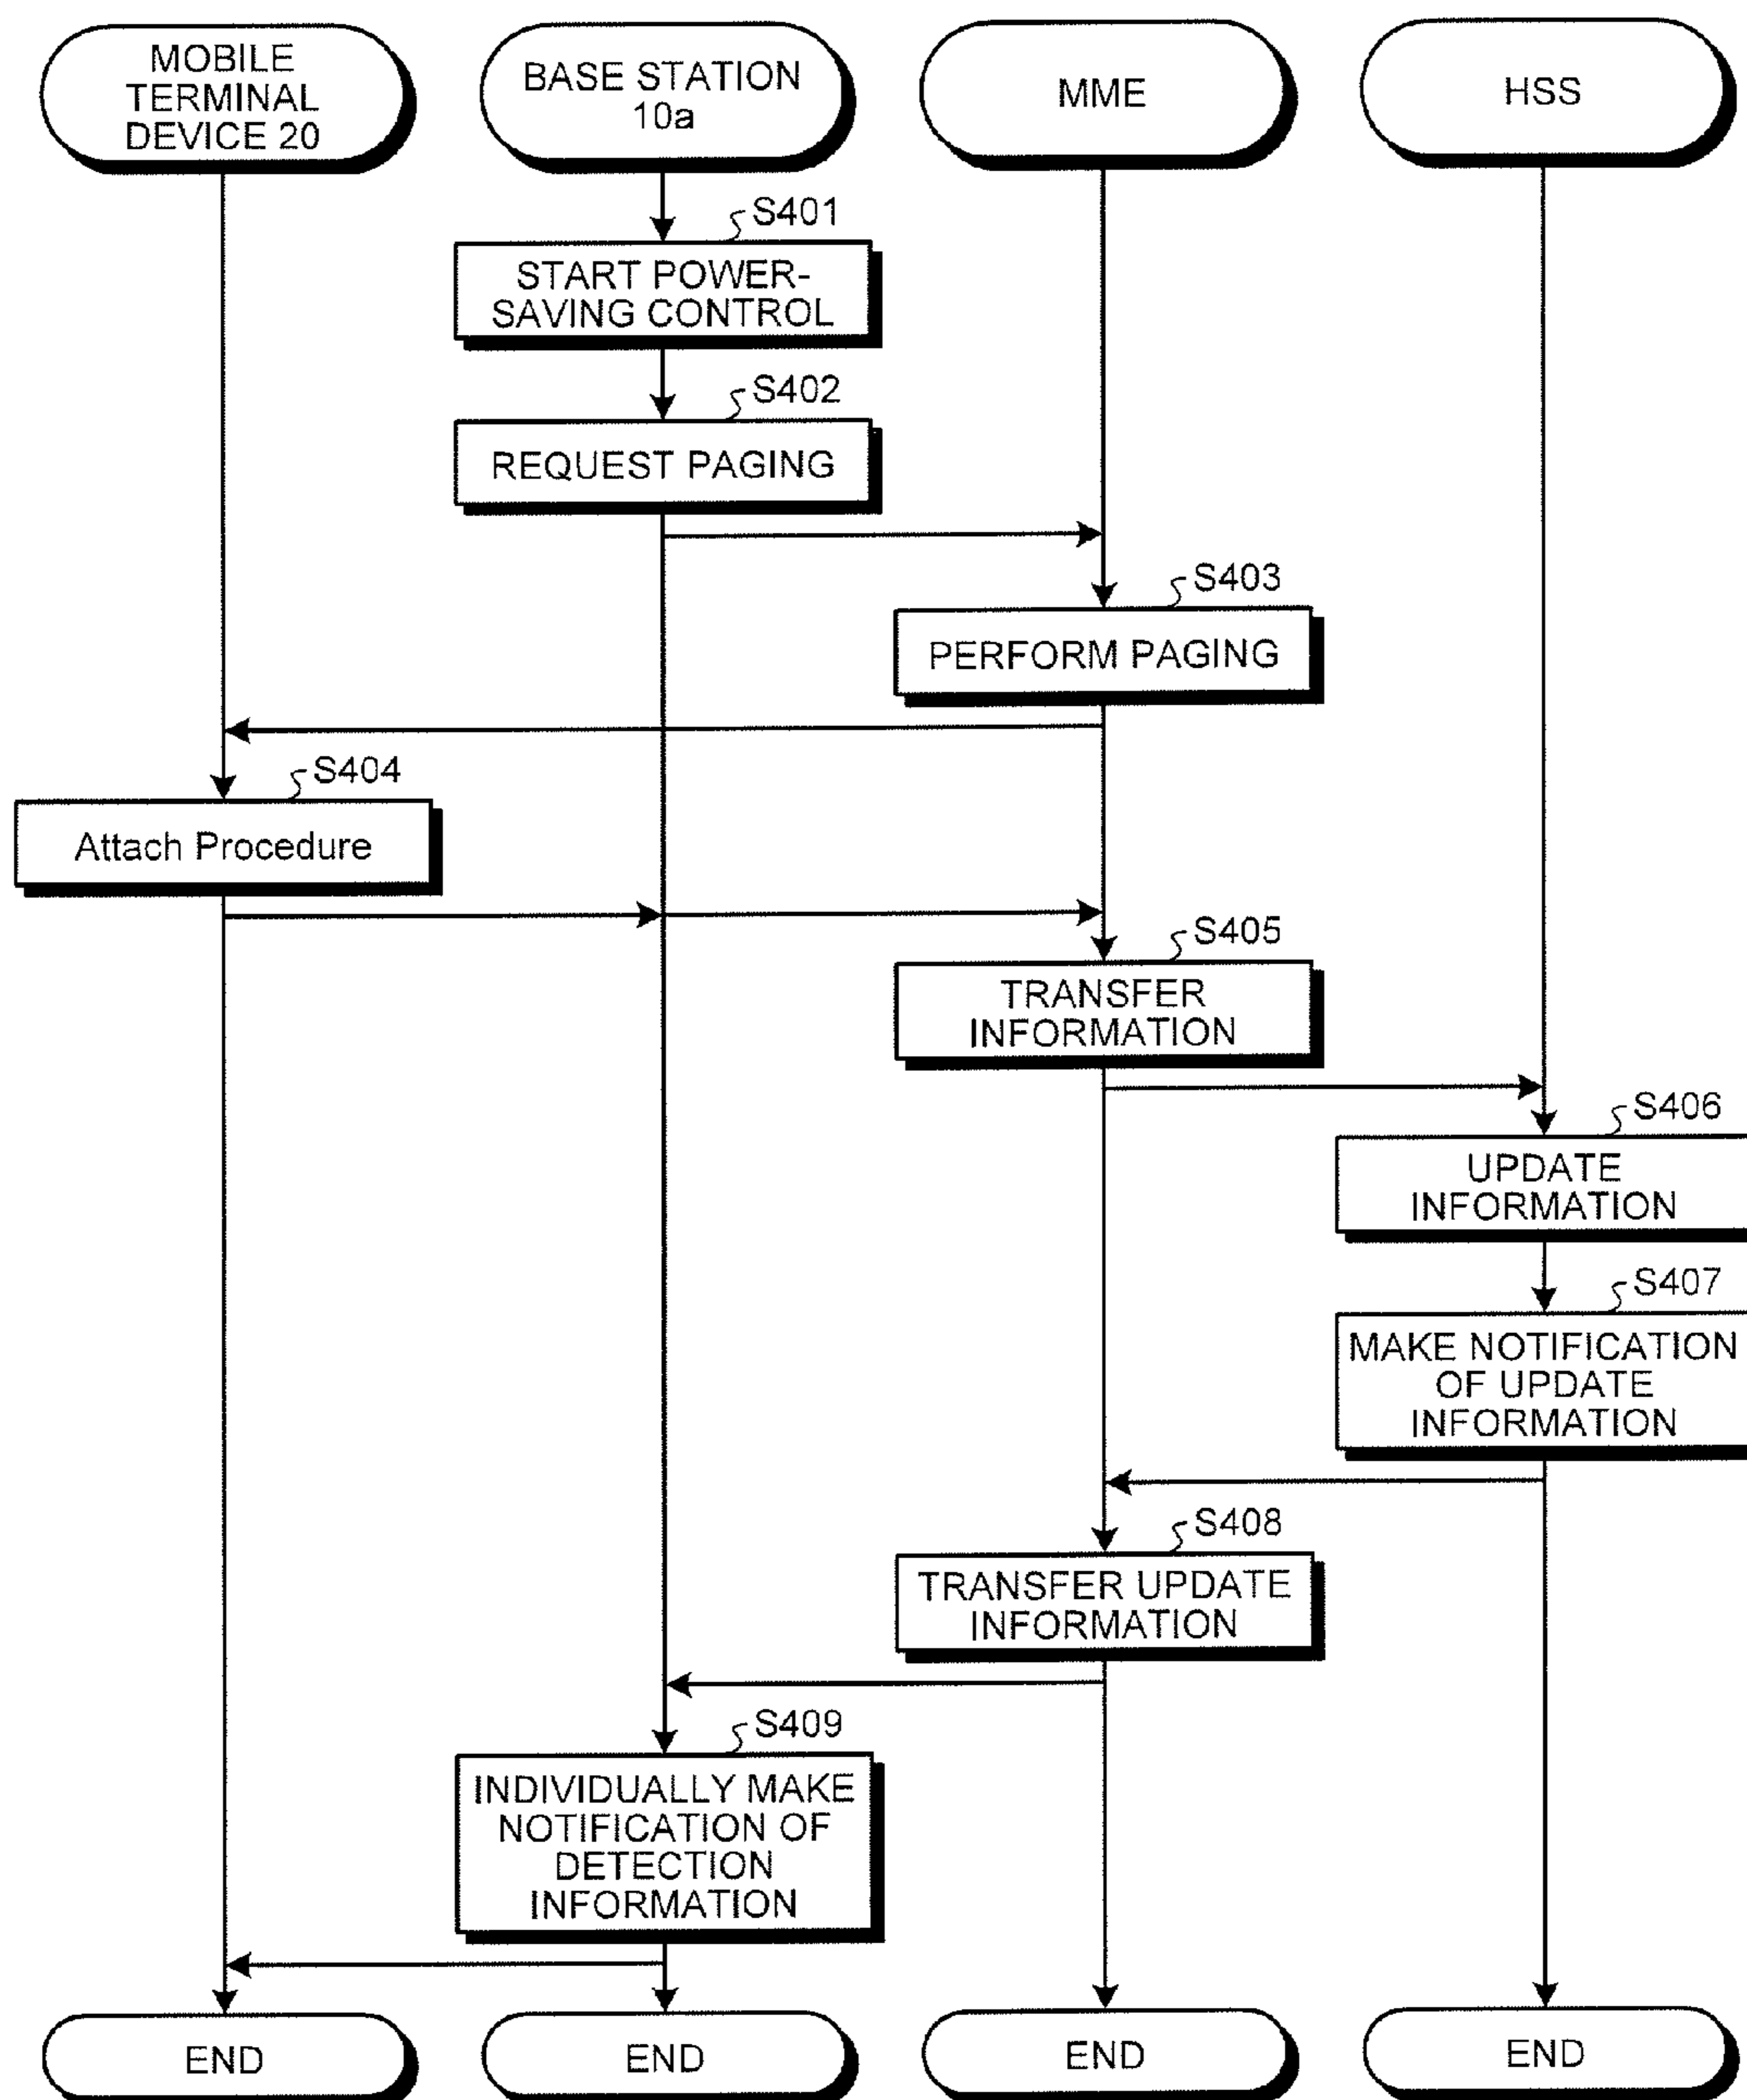 MOBILE
TERMINAL
DEVICE 20
BASE STATION
10a
MME
HSS
S401
START POWER-
SAVING CONTROL
S402
REQUEST PAGING
S403
PERFORM PAGING
S404
Attach Procedure
S405
TRANSFER
INFORMATION
S406
UPDATE
INFORMATION
S407
MAKE NOTIFICATION
OF UPDATE
INFORMATION
S408
TRANSFER UPDATE
INFORMATION
S409
INDIVIDUALLY MAKE
NOTIFICATION OF
DETECTION
INFORMATION
END
END
END
END